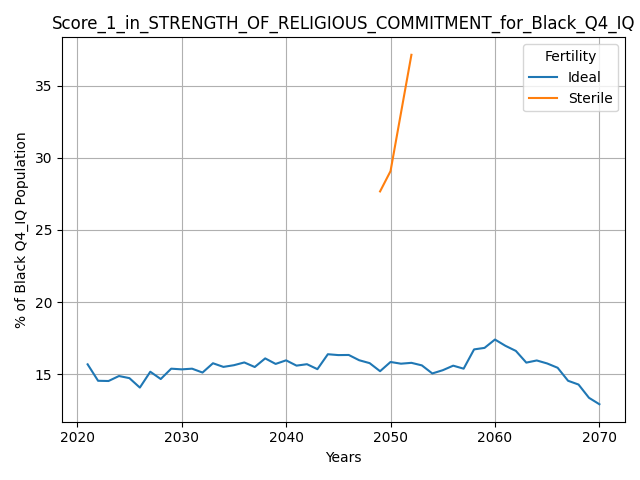 Score_1_in_STRENGTH_OF_RELIGIOUS_COMMITMENT_for_Black_Q4_IQ
Fertility
Ideal
Sterile
% of Black Q4_IQ Population
35
30
25
20
15
2020 2030 2040 2050 2060 2070
Years